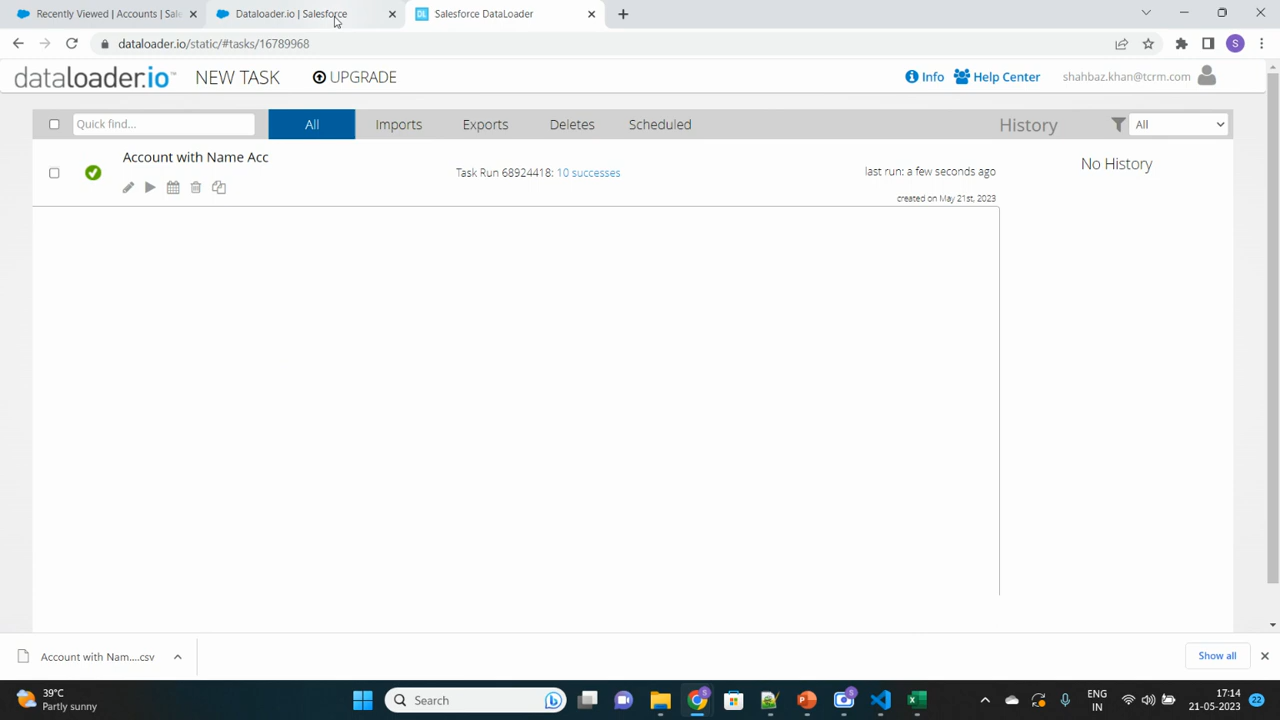 Recently Viewed | Accounts | Sale
Dataloader.io | Salesforce
Salesforce DataLoader
dataloader.io/static/#tasks/16789968
S
dataloader.io™
NEW TASK
UPGRADE
Info
Help Center
shahbaz.khan@tcrm.com
Quick find...
All
Imports
Exports
Deletes
Scheduled
History
All
Account with Name Acc
Task Run 68924418: 10 successes
last run: a few seconds ago
created on May 21st, 2023
No History
Account with Nam....csv
Show all
39°C
Partly sunny
Search
ENG
IN
17:14
21-05-2023
22